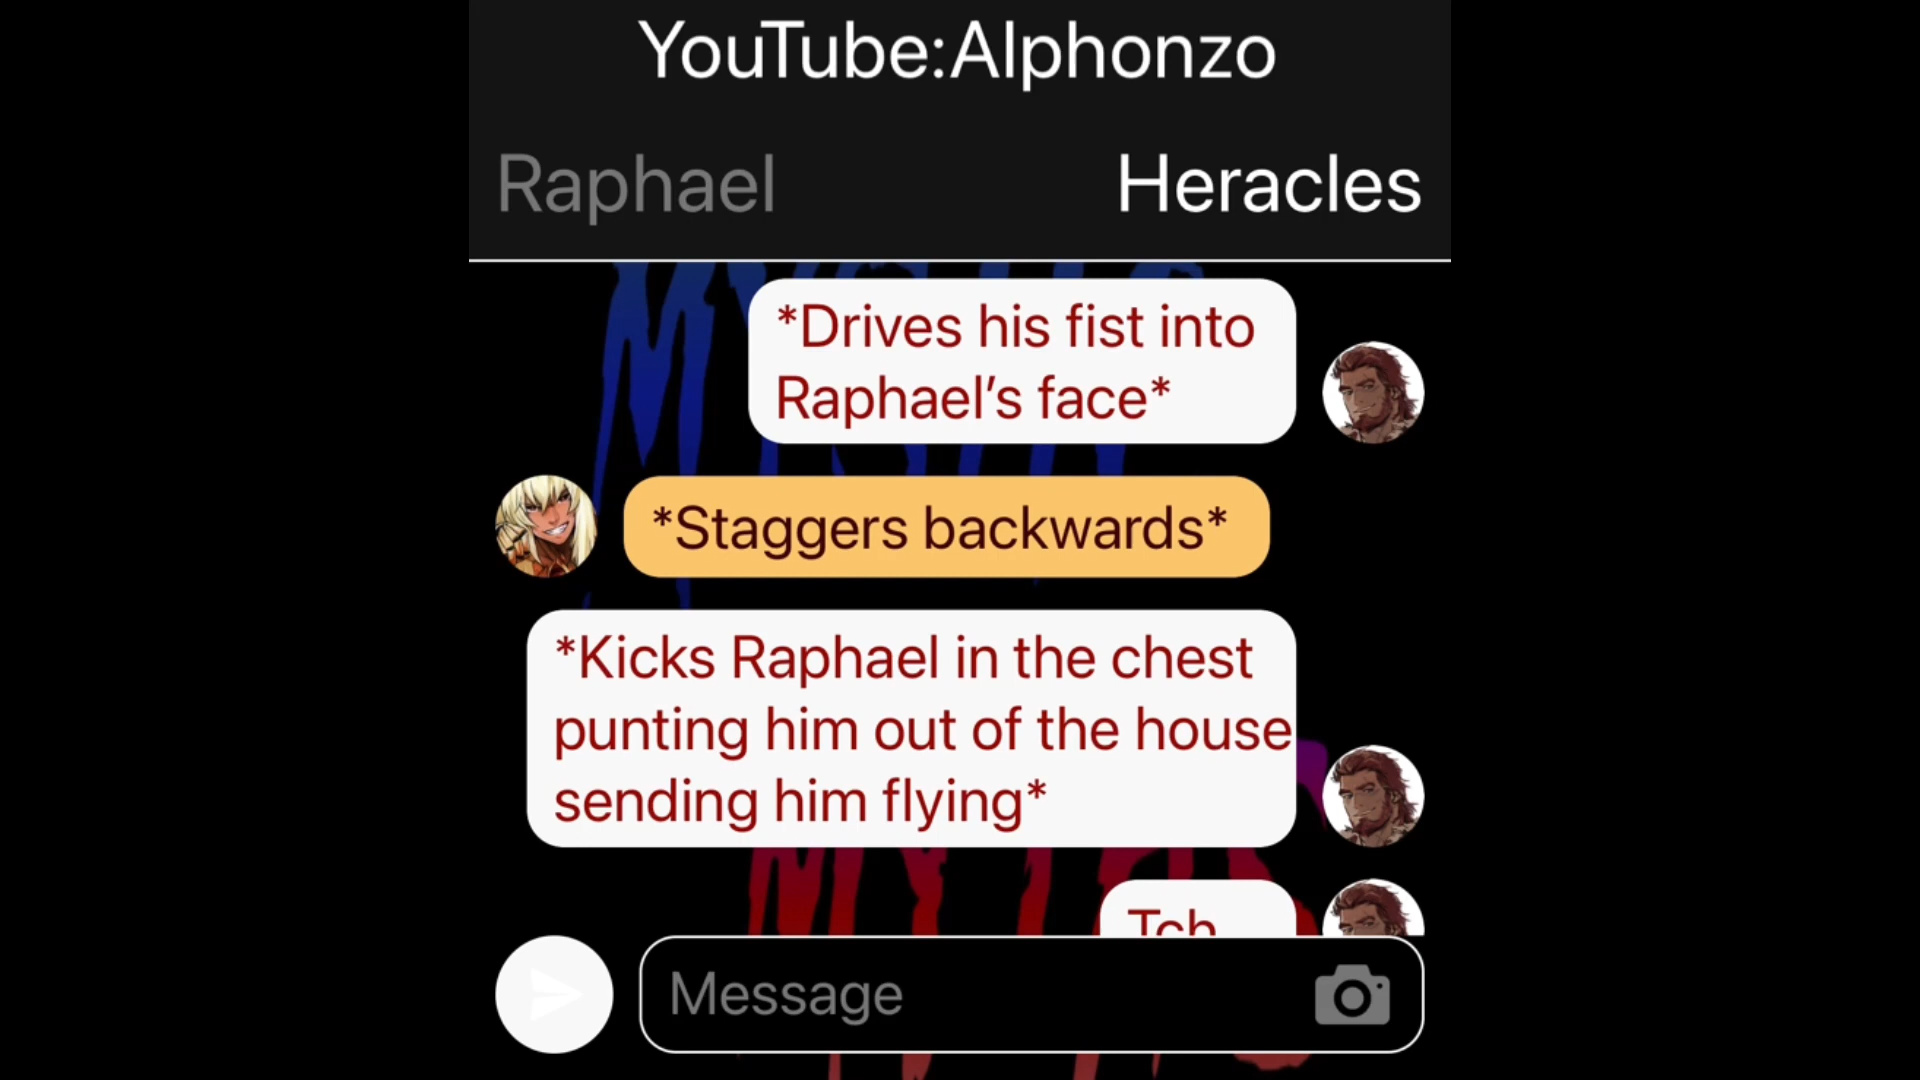 YouTube:Alphonzo
Raphael
Heracles
*Drives his fist into
Raphael’s face*
*Staggers backwards*
*Kicks Raphael in the chest
punting him out of the house
sending him flying*
Tch
Message